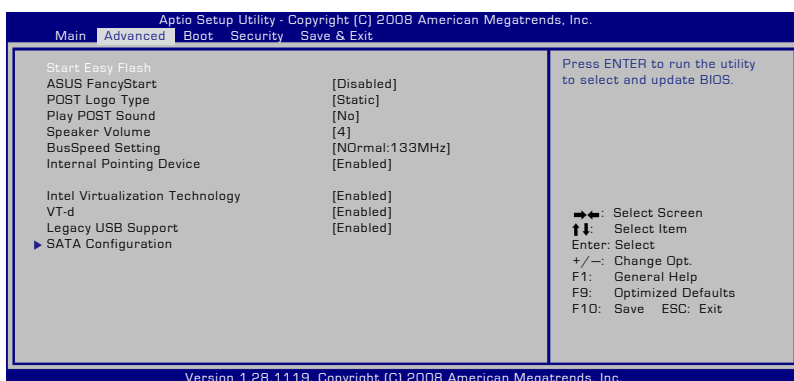 Aptio Setup Utility - Copyright (C) 2008 American Megatrends, Inc.
Main Advanced Boot Security Save & Exit
Start Easy Flash
ASUS FancyStart [Disabled]
POST Logo Type [Static]
Play POST Sound [No]
Speaker Volume [4]
BusSpeed Setting [NOrmal:133MHz]
Internal Pointing Device [Enabled]
Intel Virtualization Technology [Enabled]
VT-d [Enabled]
Legacy USB Support [Enabled]
SATA Configuration
Press ENTER to run the utility
to select and update BIOS.
→←: Select Screen
↑↓: Select Item
Enter: Select
+/—: Change Opt.
F1: General Help
F9: Optimized Defaults
F10: Save ESC: Exit
Version 1.28.1119. Copyright (C) 2008 American Megatrends, Inc.